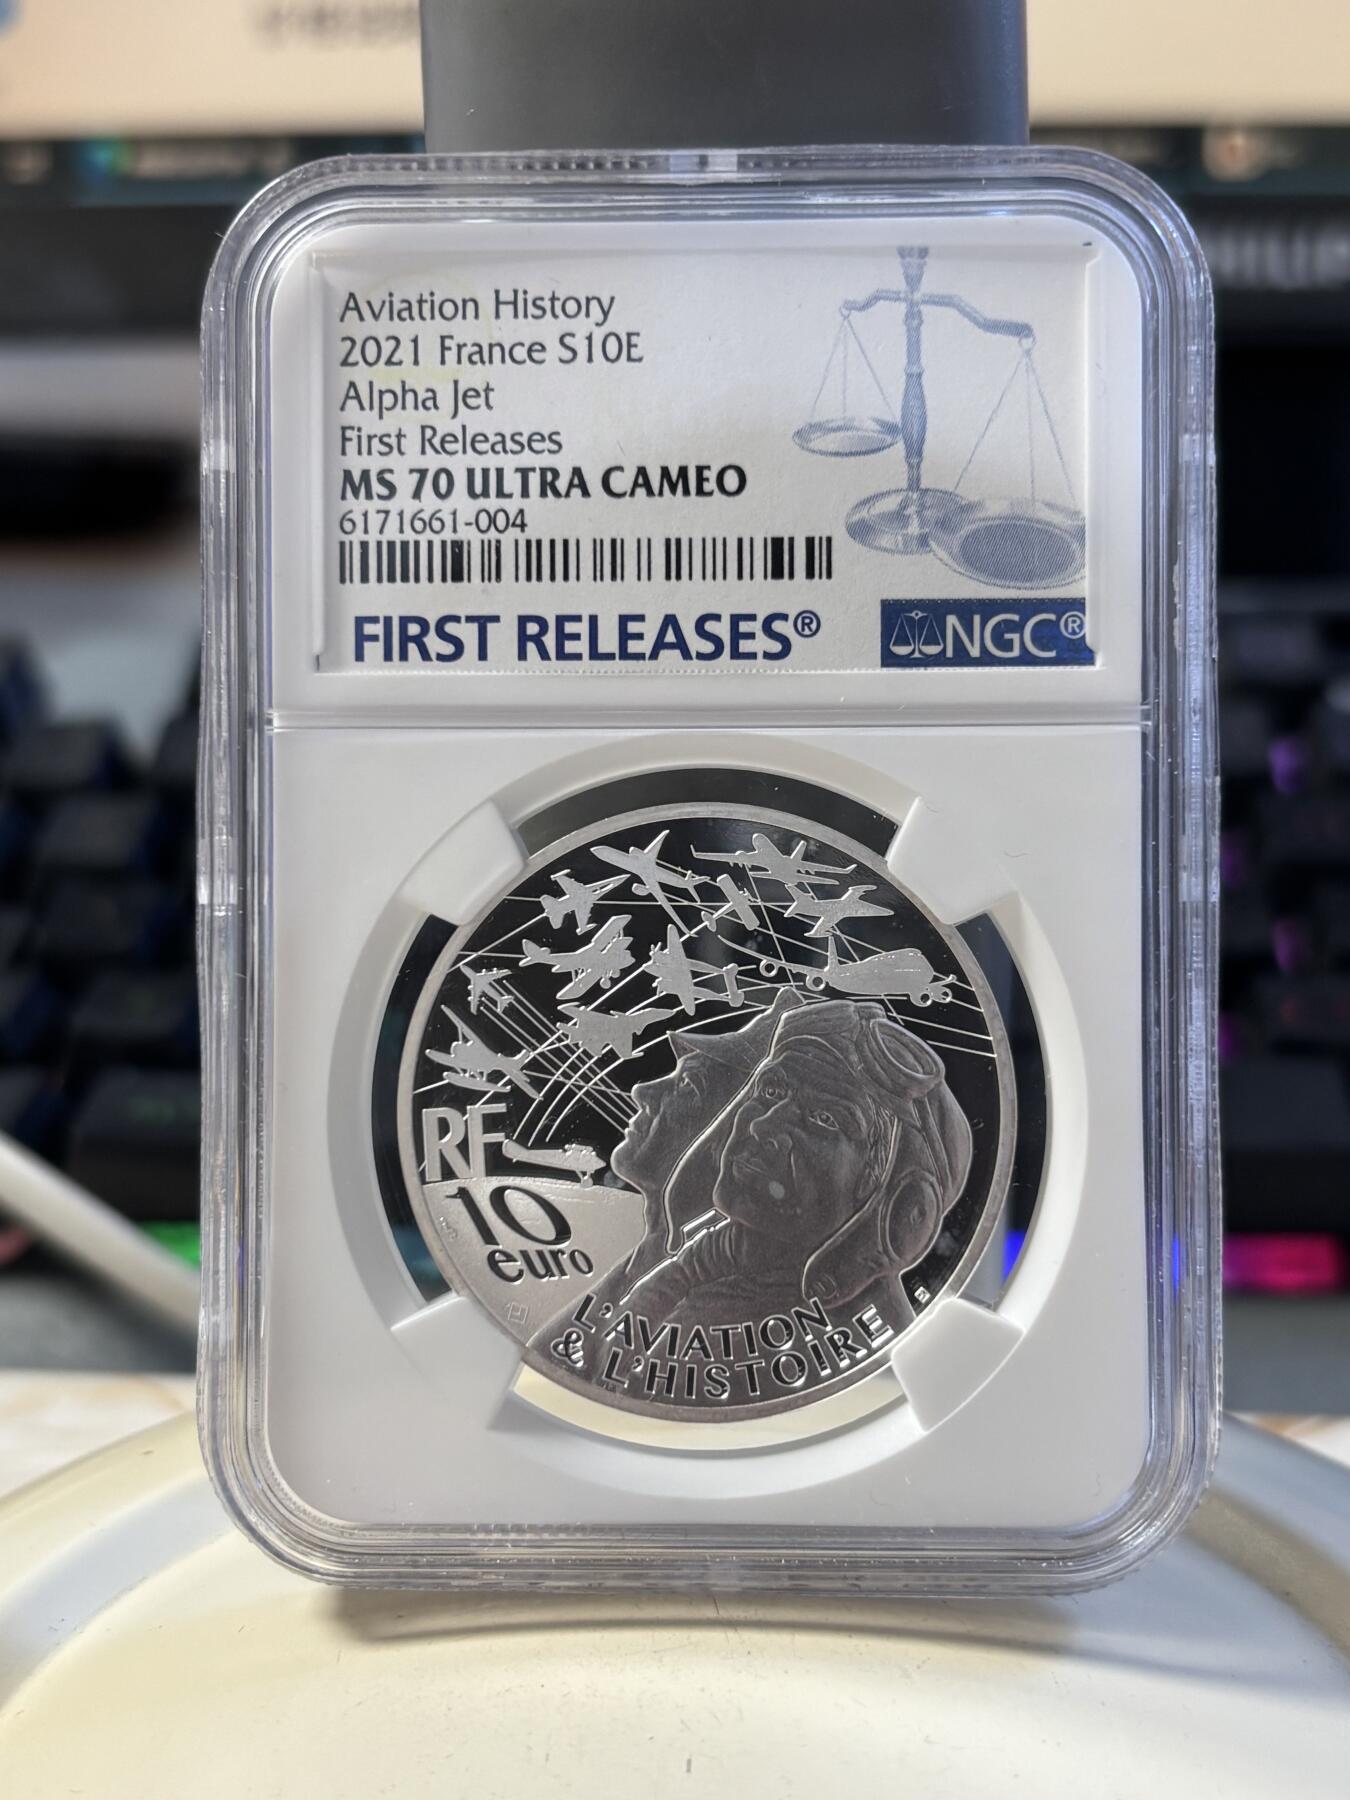 Aviation History
2021 France S10E
Alpha Jet
First Releases
MS 70 ULTRA CAMEO
6171661-004
FIRST RELEASES®
NGC®
RF
10
euro
L'AVIATION
& L'HISTOIRE